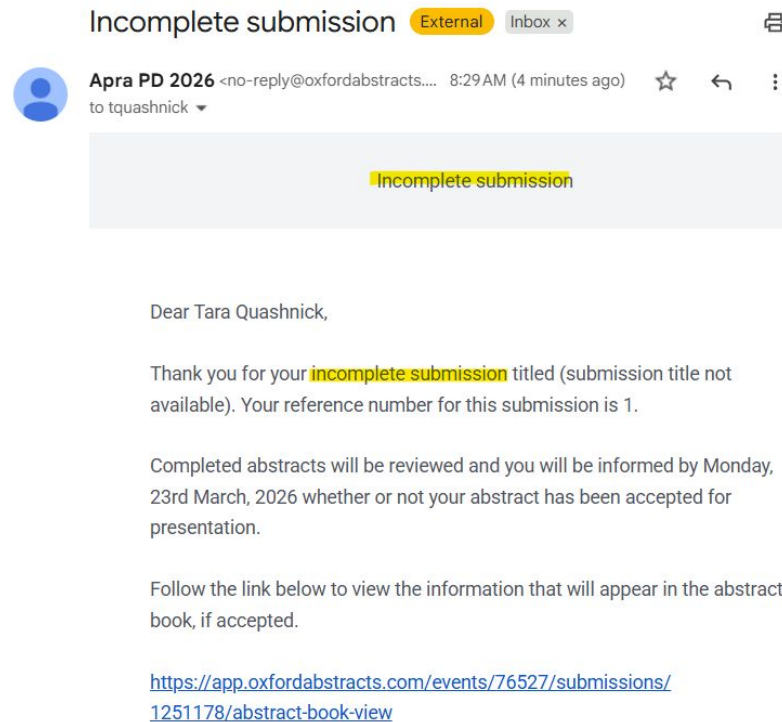 Incomplete submission External Inbox ×
Apra PD 2026 <no-reply@oxfordabstracts.... 8:29 AM (4 minutes ago)
to tquashnick
Incomplete submission
Dear Tara Quashnick,
Thank you for your incomplete submission titled (submission title not
available). Your reference number for this submission is 1.
Completed abstracts will be reviewed and you will be informed by Monday,
23rd March, 2026 whether or not your abstract has been accepted for
presentation.
Follow the link below to view the information that will appear in the abstract
book, if accepted.
https://app.oxfordabstracts.com/events/76527/submissions/
1251178/abstract-book-view